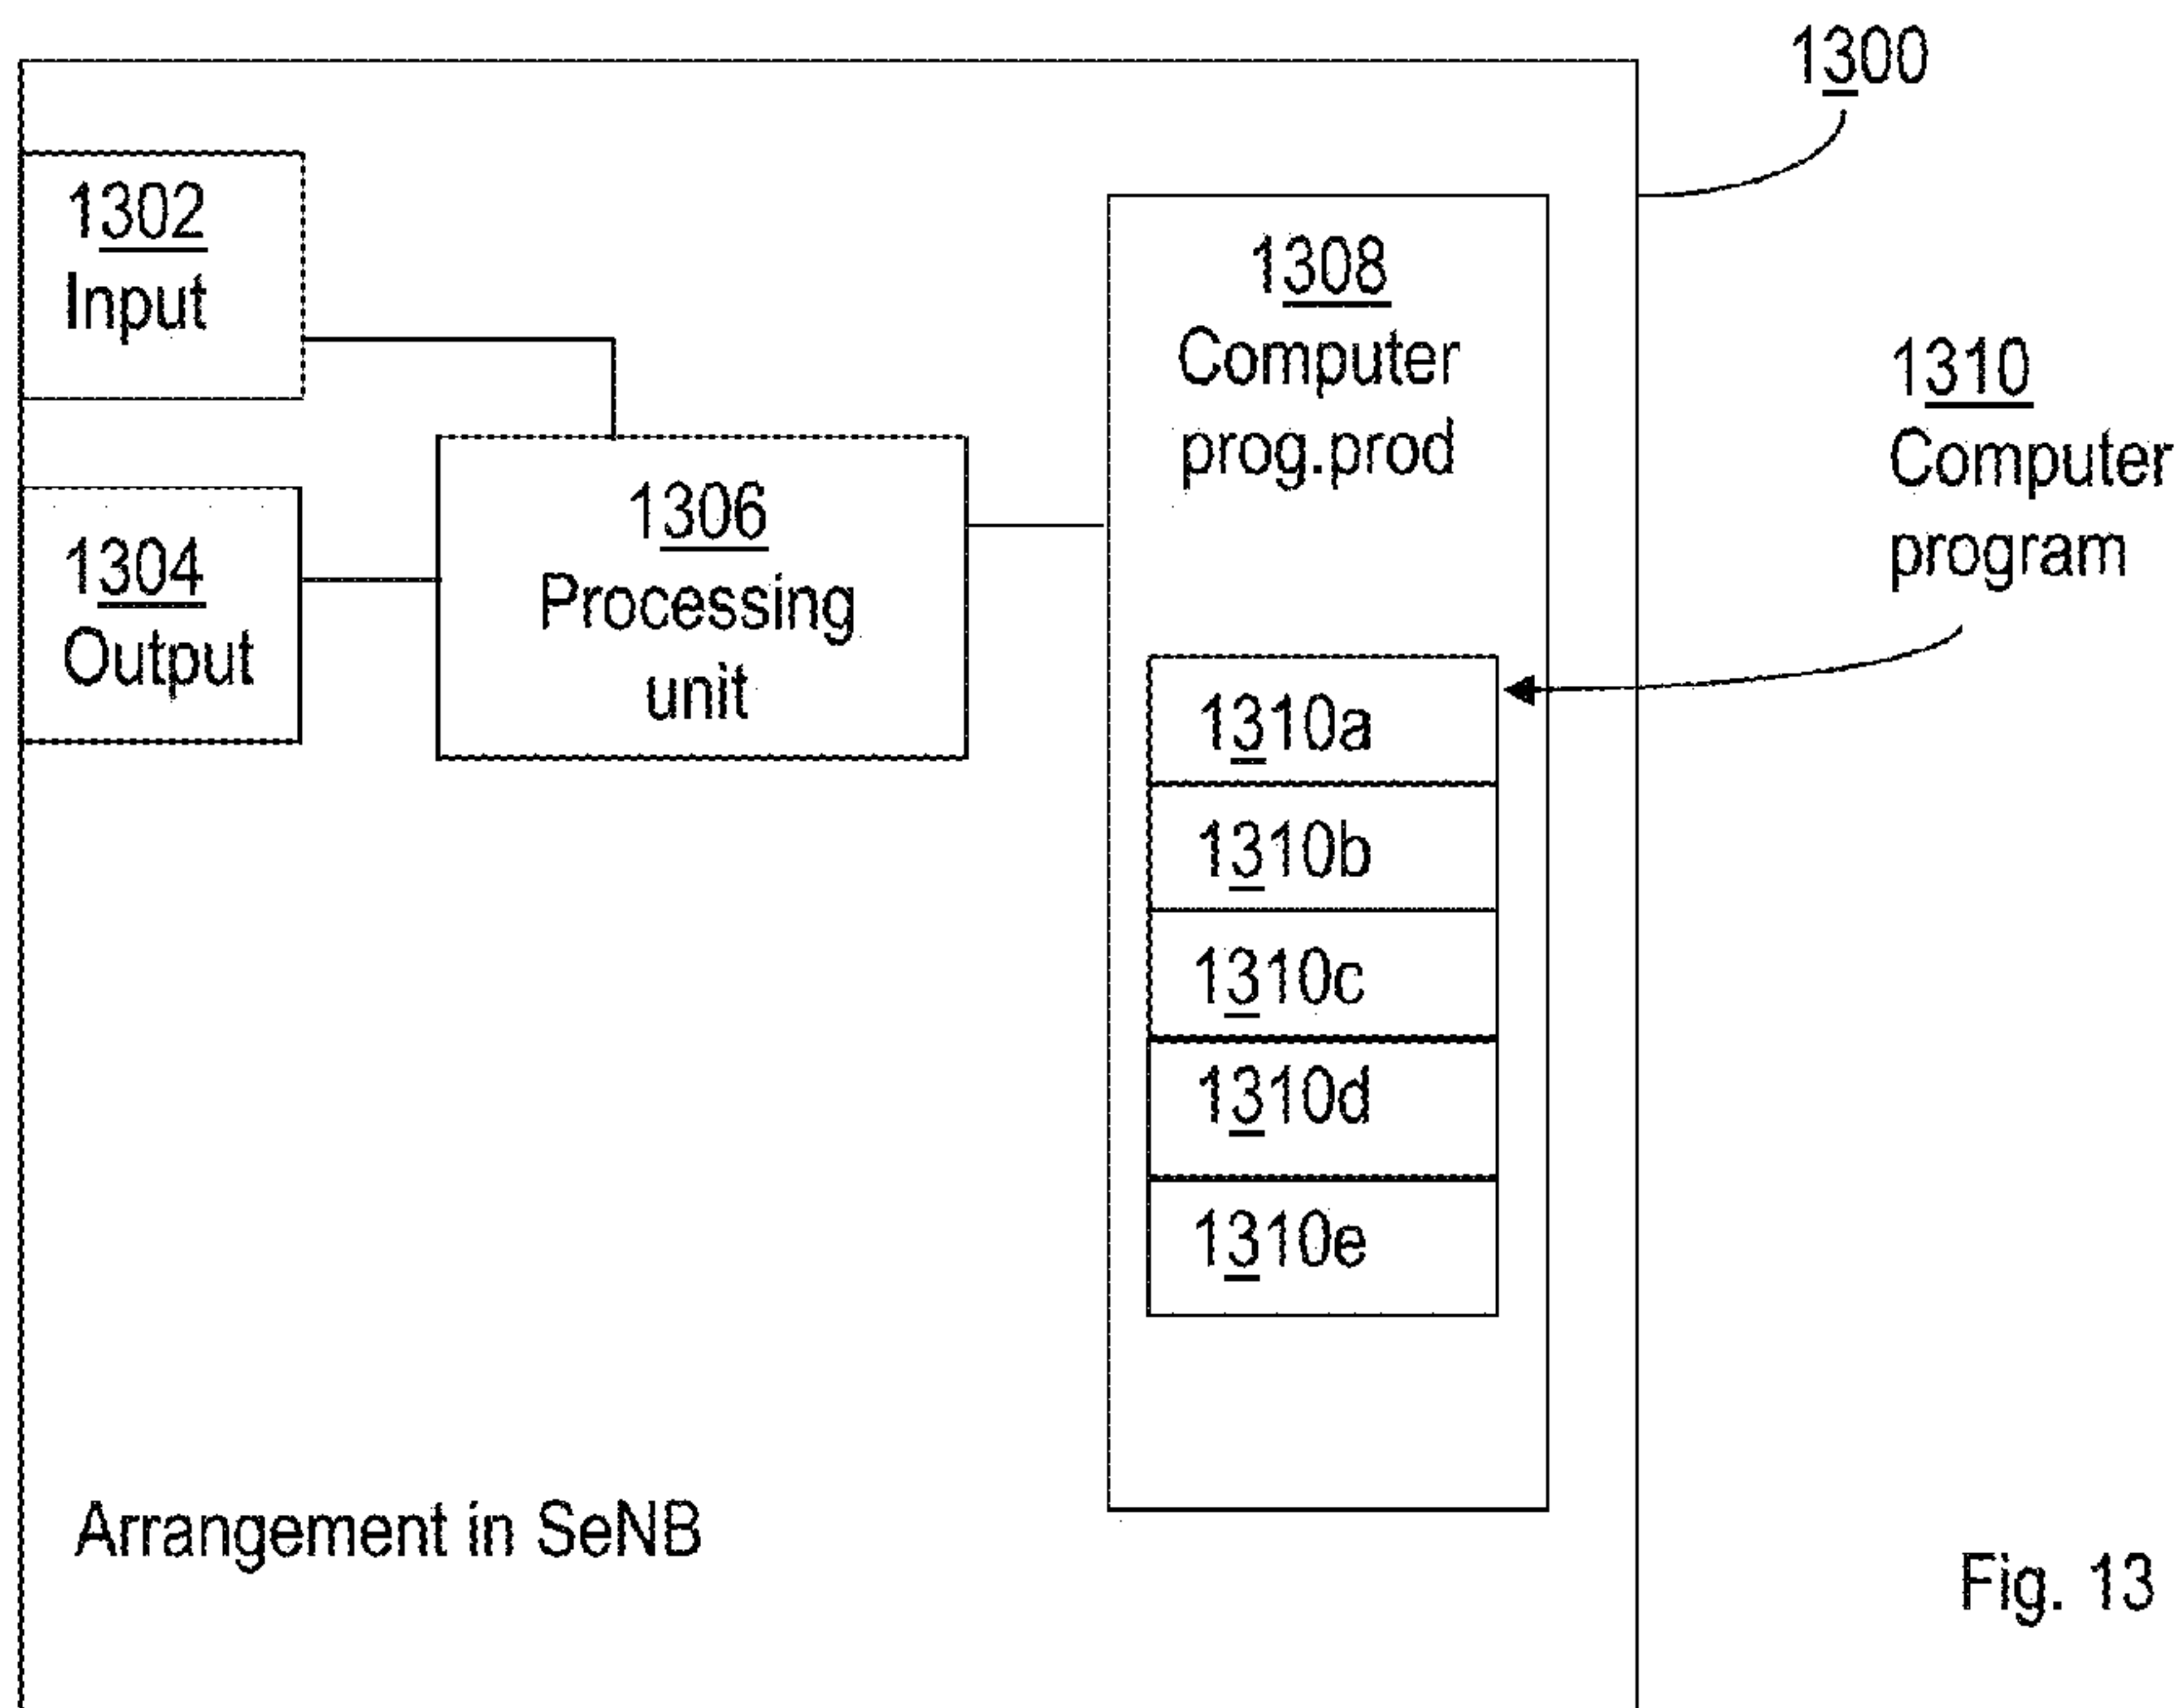 1300
1302
Input
1304
Output
1306
Processing
unit
1308
Computer
prog.prod
1310
Computer
program
1310a
1310b
1310c
1310d
1310e
Arrangement in SeNB
Fig. 13